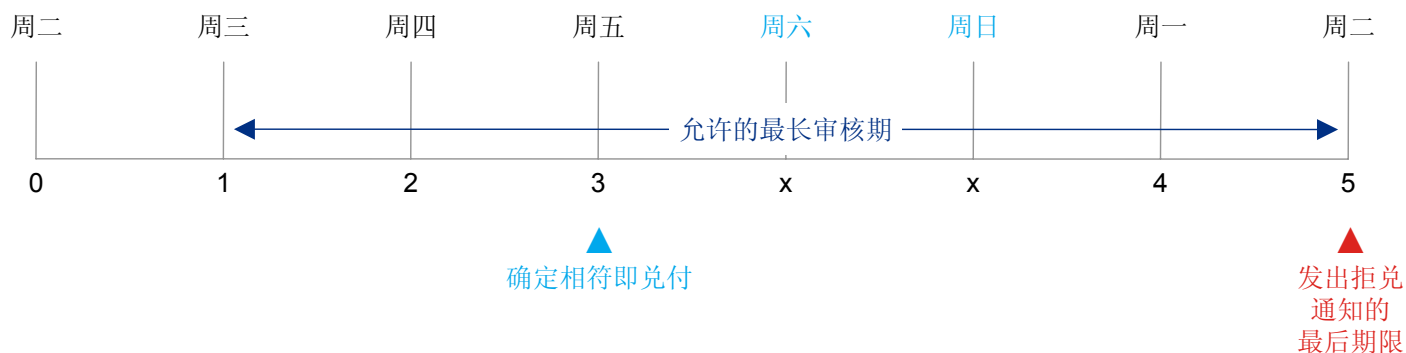 周二 周三 周四 周五 周六 周日 周一 周二
允许的最长审核期
0 1 2 3 x x 4 5
确定相符即兑付
发出拒兑
通知的
最后期限